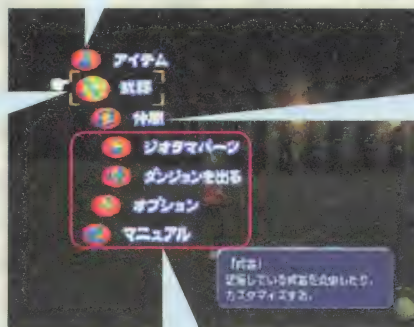 アイテム
武器
仲間
ジオラマパーツ
ダンジョンを出る
オプション
マニュアル
「武器」
装備している武器を交換したり、
カスタマイズする。